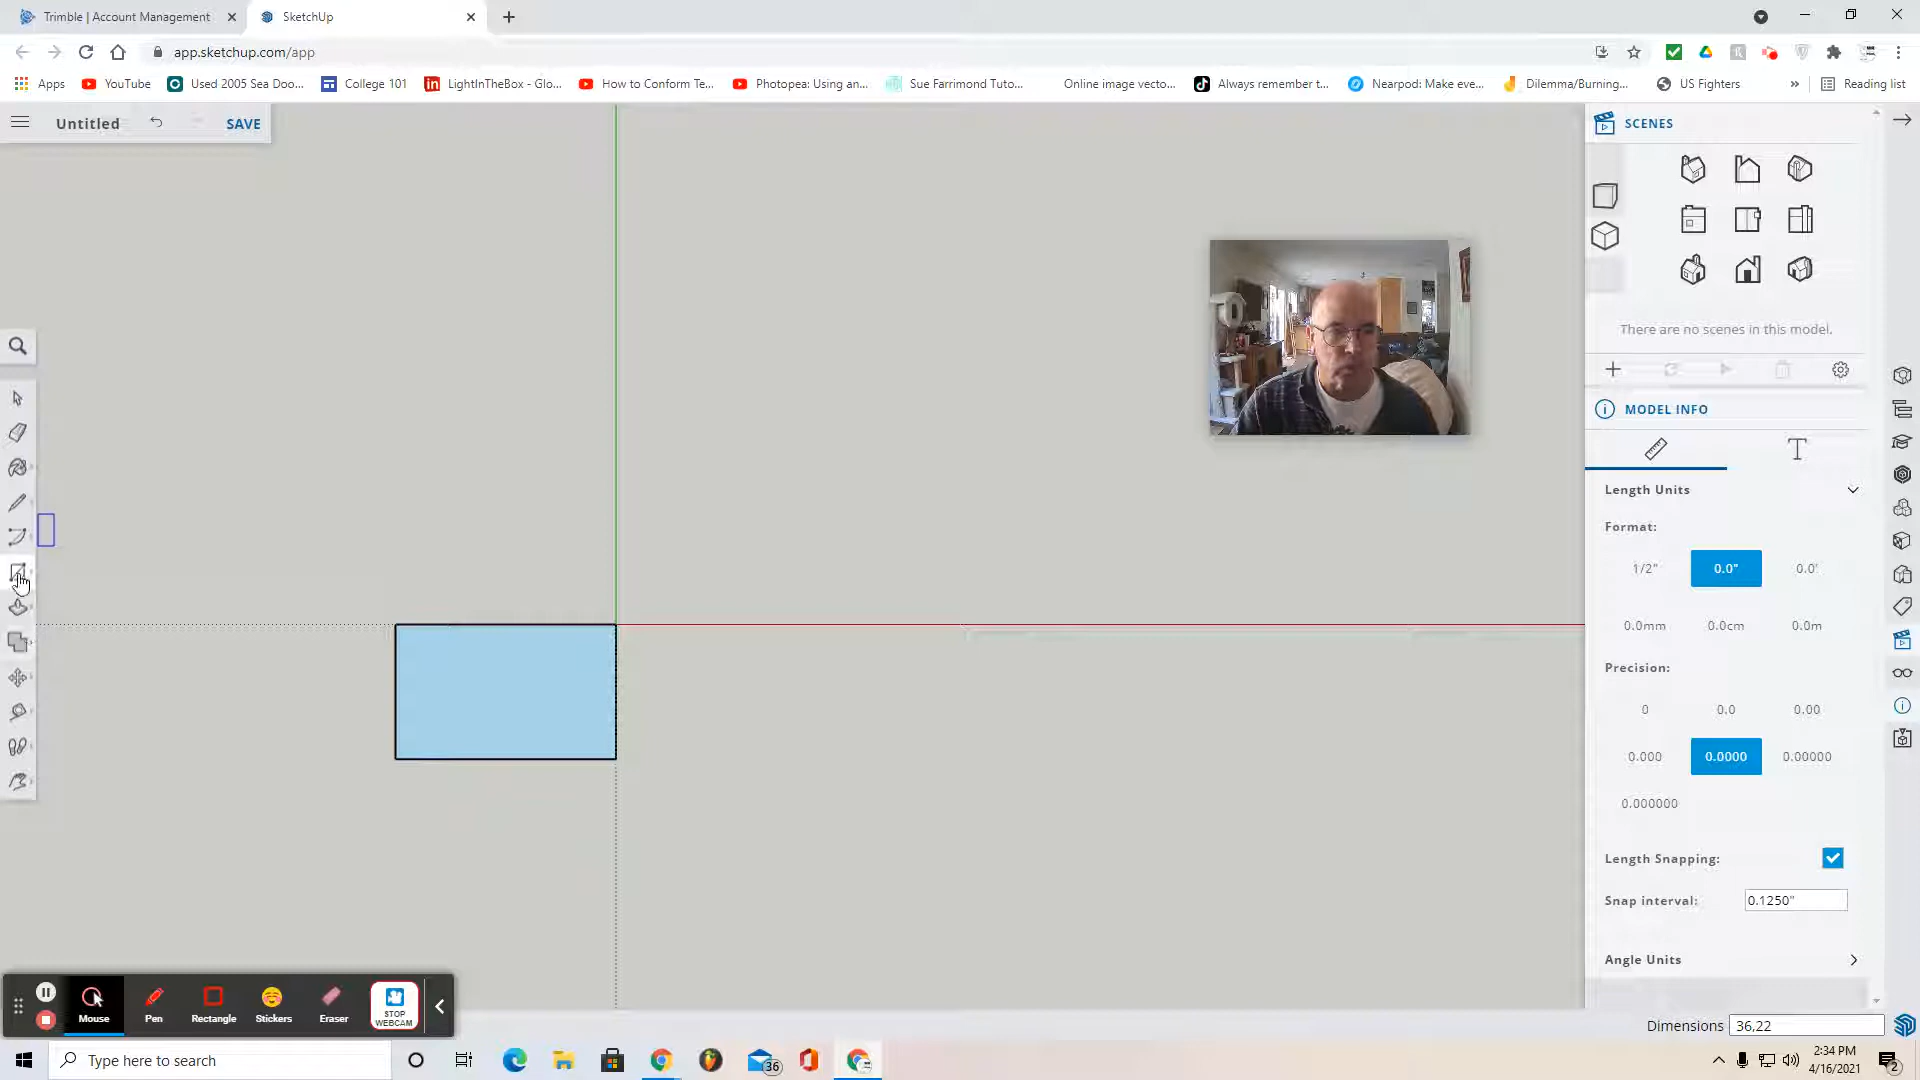 Trimble | Account Management
SketchUp
app.sketchup.com/app
Apps
YouTube
Used 2005 Sea Doo...
College 101
LightInTheBox - Glo...
How to Conform Te...
Photopea: Using an...
Sue Farrimond Tuto...
Online image vecto...
Always remember t...
Nearpod: Make eve...
Dilemma/Burning...
US Fighters
»
Reading list
Untitled
SAVE
SCENES
There are no scenes in this model.
MODEL INFO
Length Units
Format:
1/2" 0.0" 0.0'
0.0mm 0.0cm 0.0m
Precision:
0 0.0 0.00
0.000 0.0000 0.00000
0.000000
Length Snapping:
Snap interval: 0.1250"
Angle Units
Mouse
Pen
Rectangle
Stickers
Eraser
STOP
WEBCAM
Dimensions 36,22
Type here to search
36
2:34 PM
4/16/2021
2